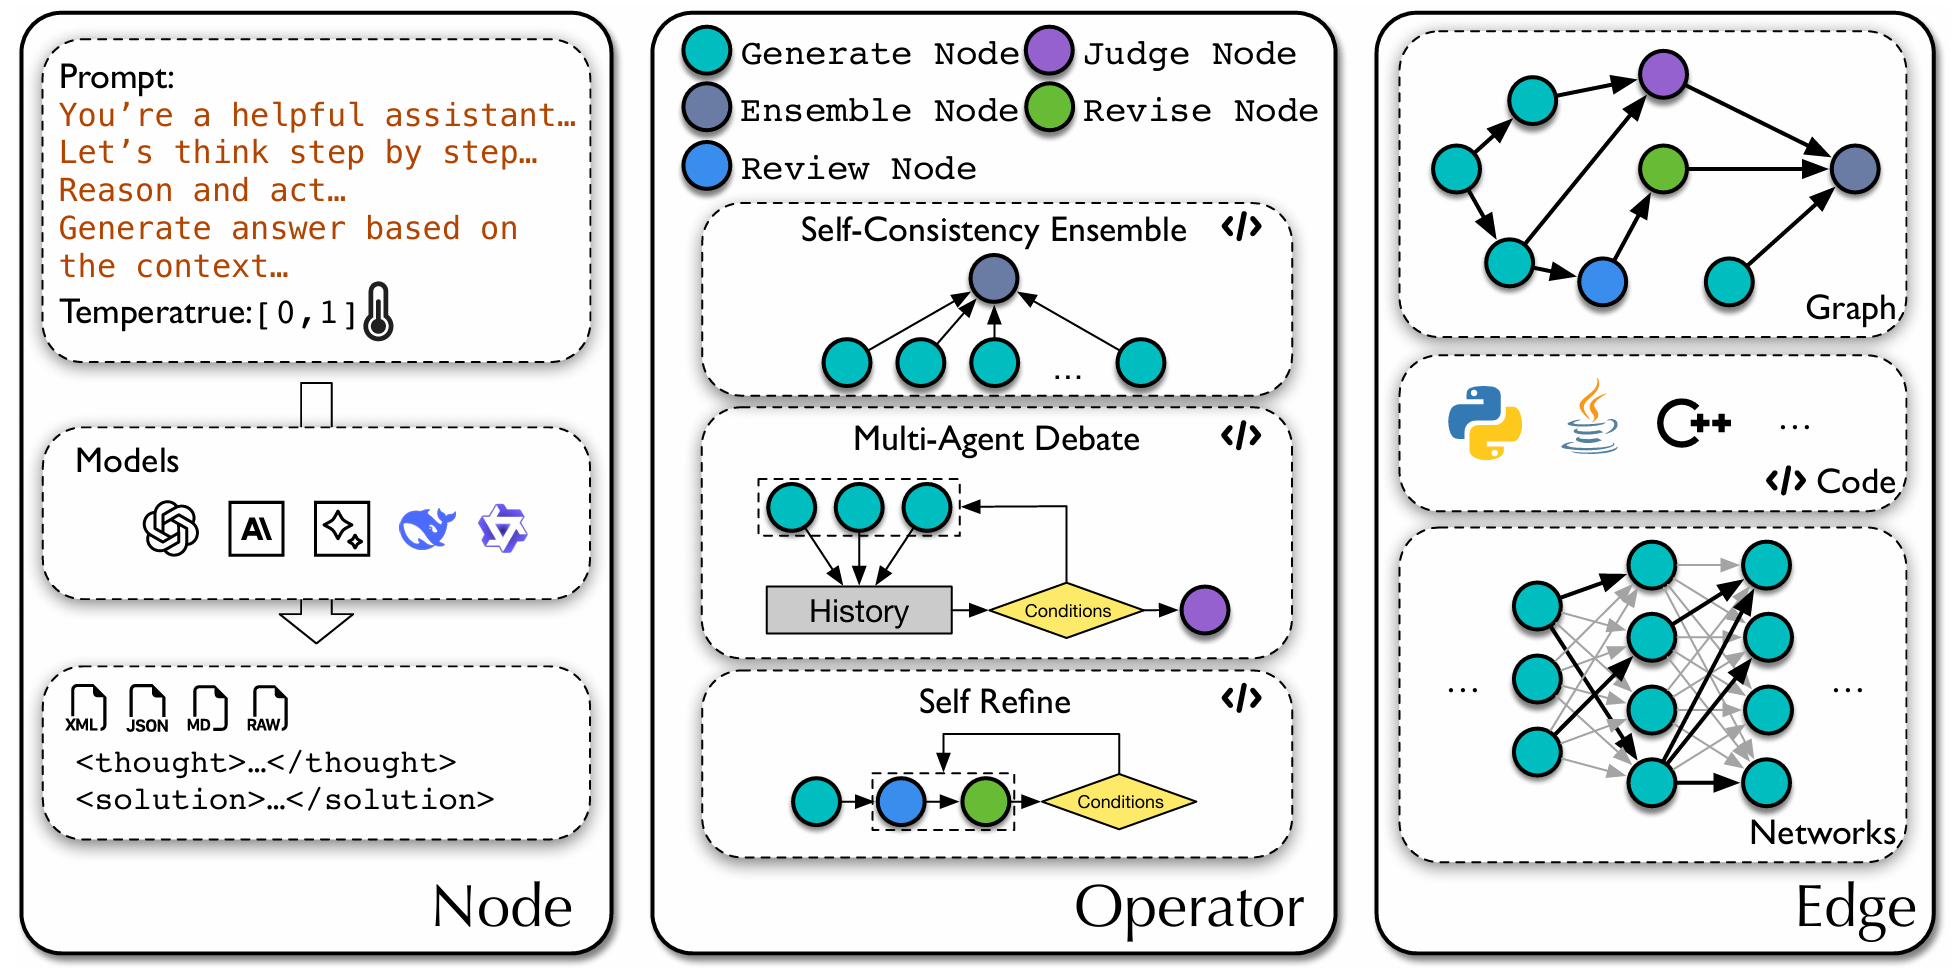 Prompt:
You’re a helpful assistant…
Let’s think step by step…
Reason and act…
Generate answer based on
the context…
Temperatrue:[0,1]
Models
A\
XML JSON MD RAW
<thought>…</thought>
<solution>…</solution>
Node
Generate Node Judge Node
Ensemble Node Revise Node
Review Node
Self-Consistency Ensemble </>
…
Multi-Agent Debate </>
History
Conditions
Self Refine </>
Conditions
Operator
Graph
C++ …
</> Code
… …
Networks
Edge